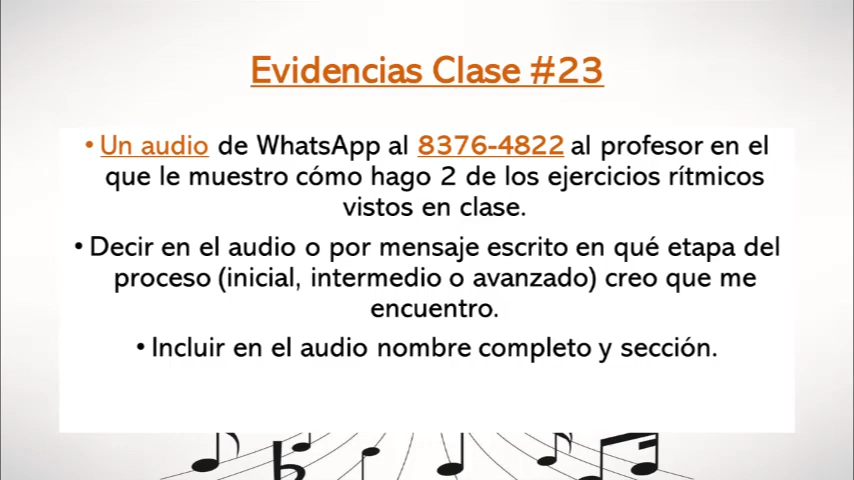 Evidencias Clase #23
• Un audio de WhatsApp al 8376-4822 al profesor en el
que le muestro cómo hago 2 de los ejercicios rítmicos
vistos en clase.
• Decir en el audio o por mensaje escrito en qué etapa del
proceso (inicial, intermedio o avanzado) creo que me
encuentro.
• Incluir en el audio nombre completo y sección.